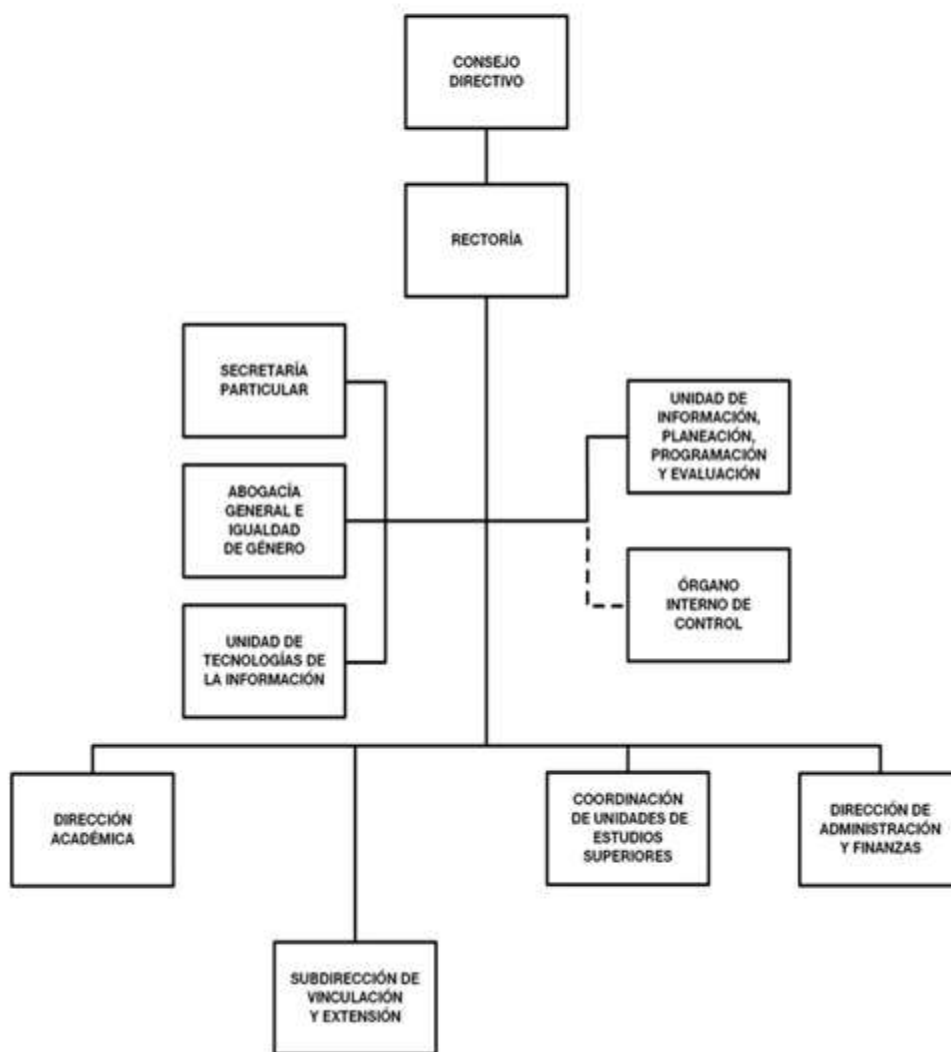 CONSEJO
DIRECTIVO
RECTORÍA
SECRETARÍA
PARTICULAR
UNIDAD DE
INFORMACIÓN,
PLANEACIÓN,
PROGRAMACIÓN
Y EVALUACIÓN
ABOGACÍA
GENERAL E
IGUALDAD
DE GÉNERO
ÓRGANO
INTERNO DE
CONTROL
UNIDAD DE
TECNOLOGÍAS DE
LA INFORMACIÓN
DIRECCIÓN
ACADÉMICA
COORDINACIÓN
DE UNIDADES DE
ESTUDIOS
SUPERIORES
DIRECCIÓN DE
ADMINISTRACIÓN
Y FINANZAS
SUBDIRECCIÓN DE
VINCULACIÓN
Y EXTENSIÓN